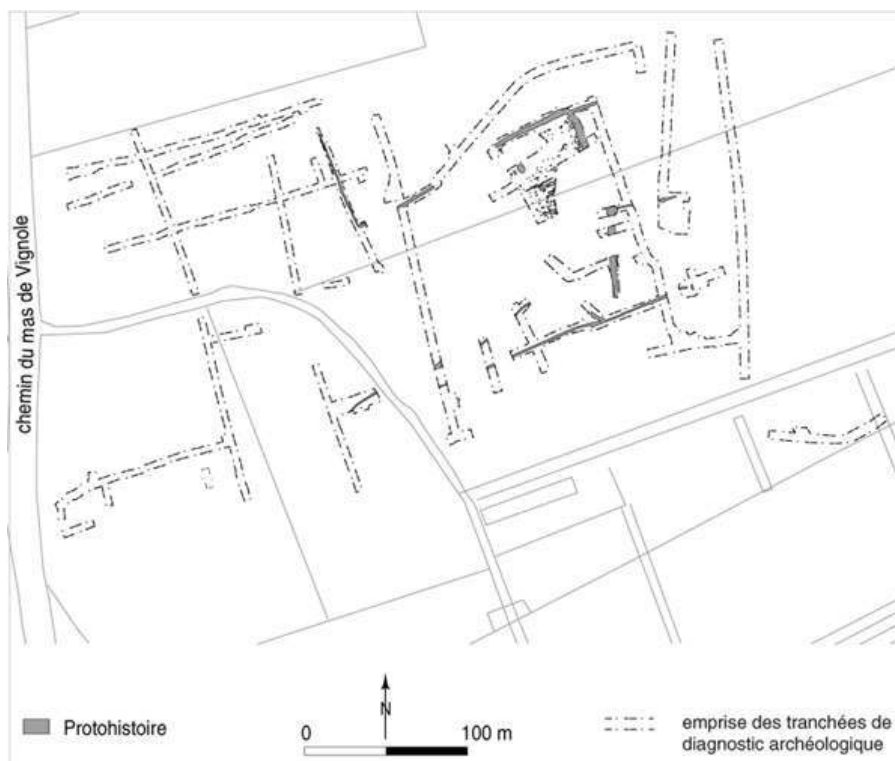 chemin du mas de Vignole
Protohistoire
N
0 100 m
emprise des tranchées de
diagnostic archéologique